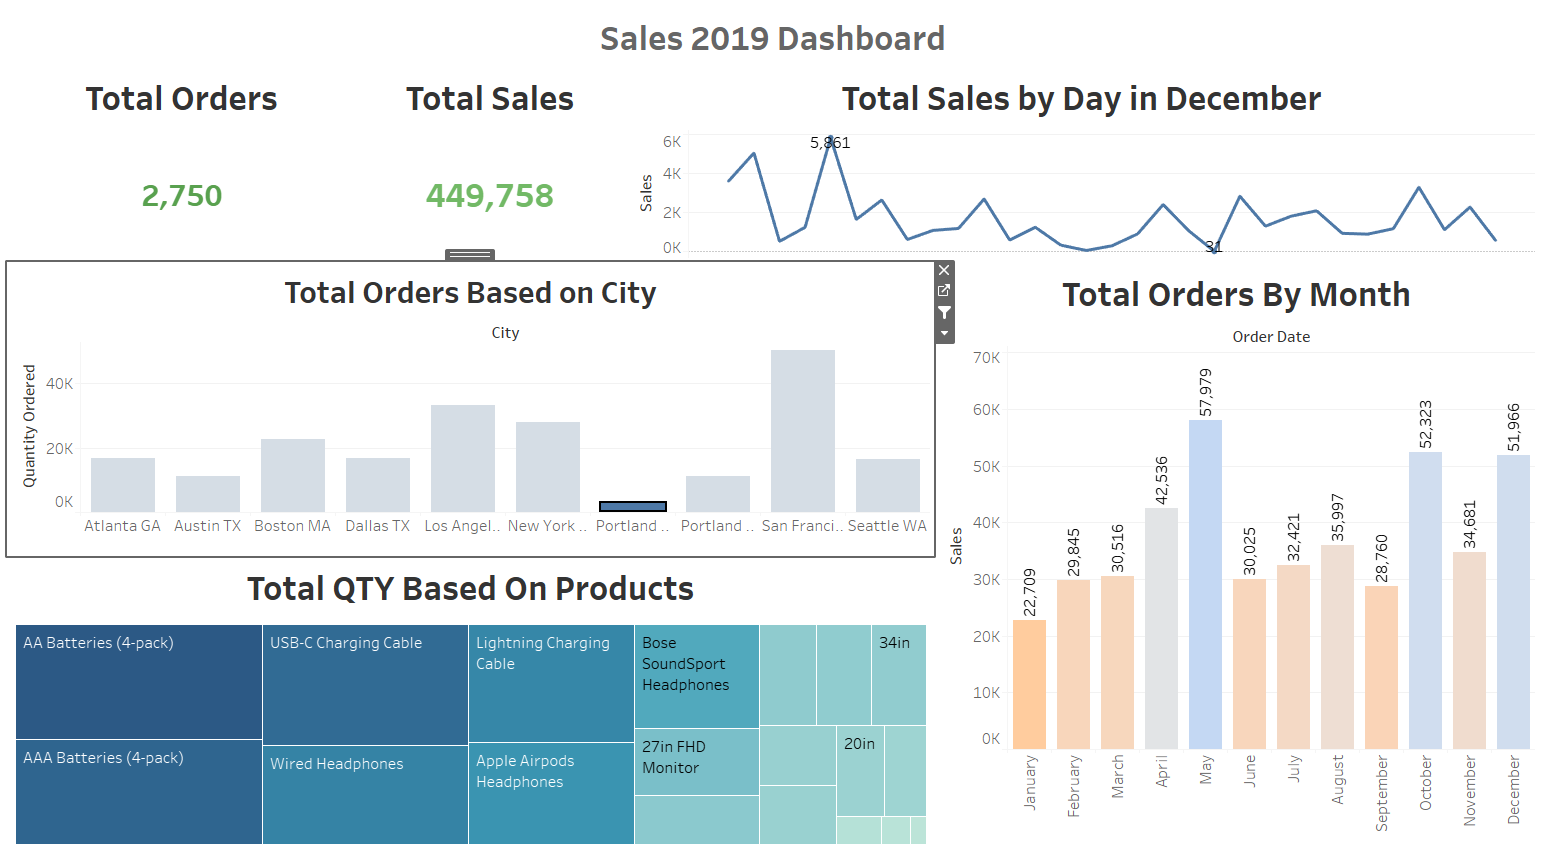 Sales 2019 Dashboard
Total Orders
2,750
Total Sales
449,758
Total Sales by Day in December
Sales
6K
4K
2K
0K
5,861
31
Total Orders Based on City
City
Quantity Ordered
40K
20K
0K
Atlanta GA
Austin TX
Boston MA
Dallas TX
Los Angel..
New York ..
Portland ..
Portland ..
San Franci..
Seattle WA
Total Orders By Month
Order Date
Sales
70K
60K
50K
40K
30K
20K
10K
0K
22,709
29,845
30,516
42,536
57,979
30,025
32,421
35,997
28,760
52,323
34,681
51,966
January
February
March
April
May
June
July
August
September
October
November
December
Total QTY Based On Products
AA Batteries (4-pack)
AAA Batteries (4-pack)
USB-C Charging Cable
Wired Headphones
Lightning Charging
Cable
Apple Airpods
Headphones
Bose
SoundSport
Headphones
27in FHD
Monitor
34in
20in